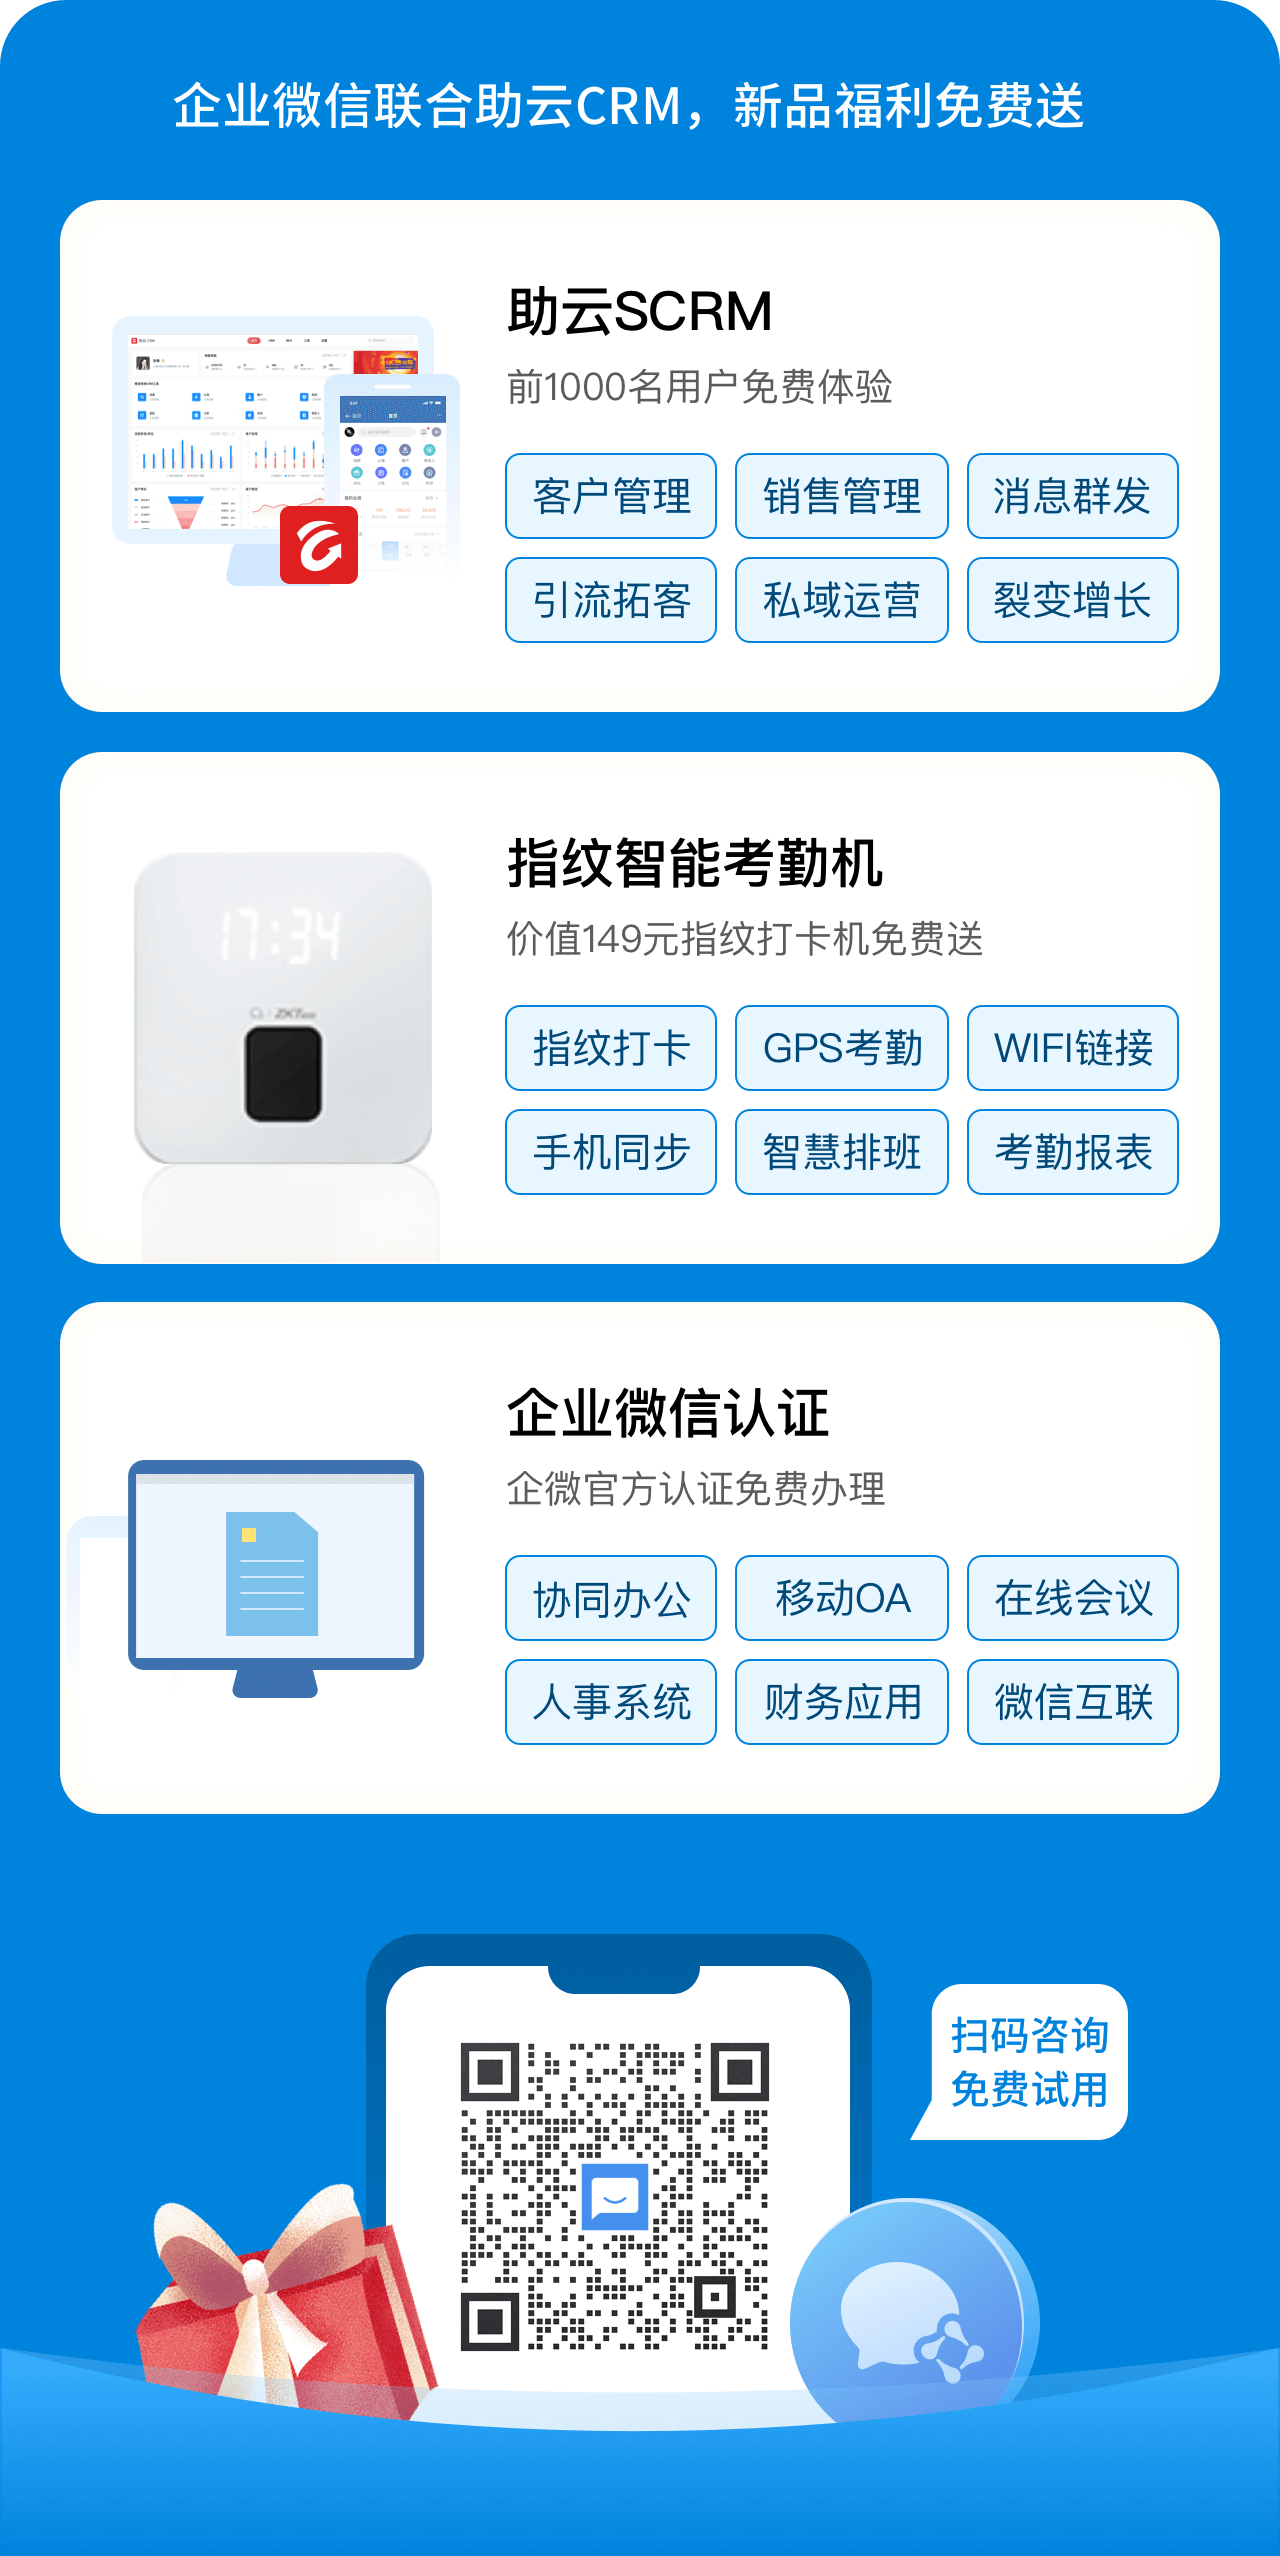 企业微信联合助云CRM，新品福利免费送
助云SCRM
前1000名用户免费体验
客户管理
销售管理
消息群发
引流拓客
私域运营
裂变增长
17:34
ZKT
指纹智能考勤机
价值149元指纹打卡机免费送
指纹打卡
GPS考勤
WIFI链接
手机同步
智慧排班
考勤报表
企业微信认证
企微官方认证免费办理
协同办公
移动OA
在线会议
人事系统
财务应用
微信互联
扫码咨询
免费试用